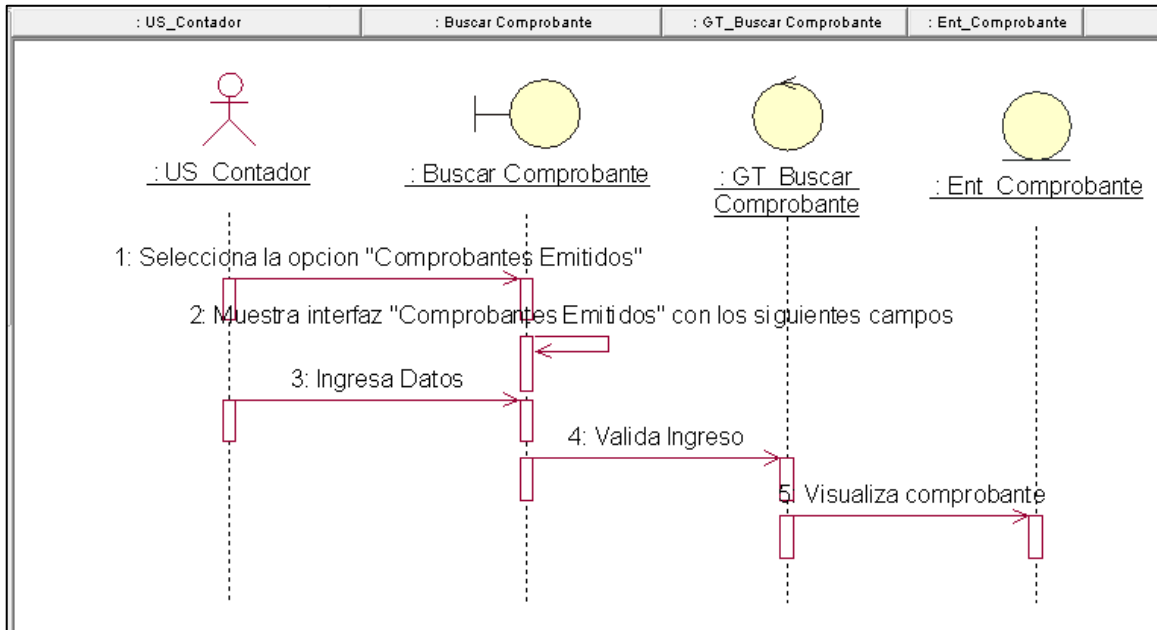 : US_Contador
: Buscar Comprobante
: GT_Buscar Comprobante
: Ent_Comprobante
: US_Contador
: Buscar Comprobante
: GT_Buscar
Comprobante
: Ent_Comprobante
1: Selecciona la opcion "Comprobantes Emitidos"
2: Muestra interfaz "Comprobantes Emitidos" con los siguientes campos
3: Ingresa Datos
4: Valida Ingreso
5: Visualiza comprobante